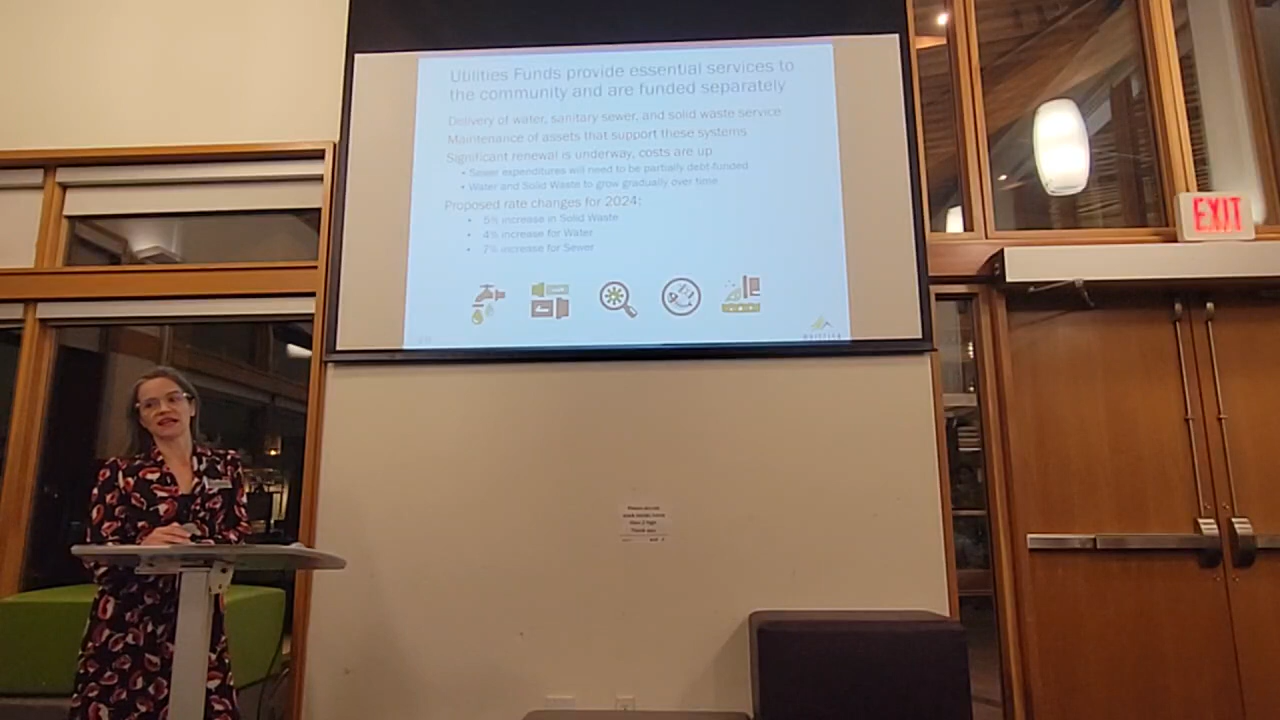 Utilities Funds provide essential services to
the community and are funded separately
Delivery of water, sanitary sewer, and solid waste service
Maintenance of assets that support these systems
Significant renewal is underway, costs are up
• Sewer expenditures will need to be partially debt-funded
• Water and Solid Waste to grow gradually over time
Proposed rate changes for 2024:
• 5% increase in Solid Waste
• 4% increase for Water
• 7% increase for Sewer
WHISTLER
EXIT
Thank you